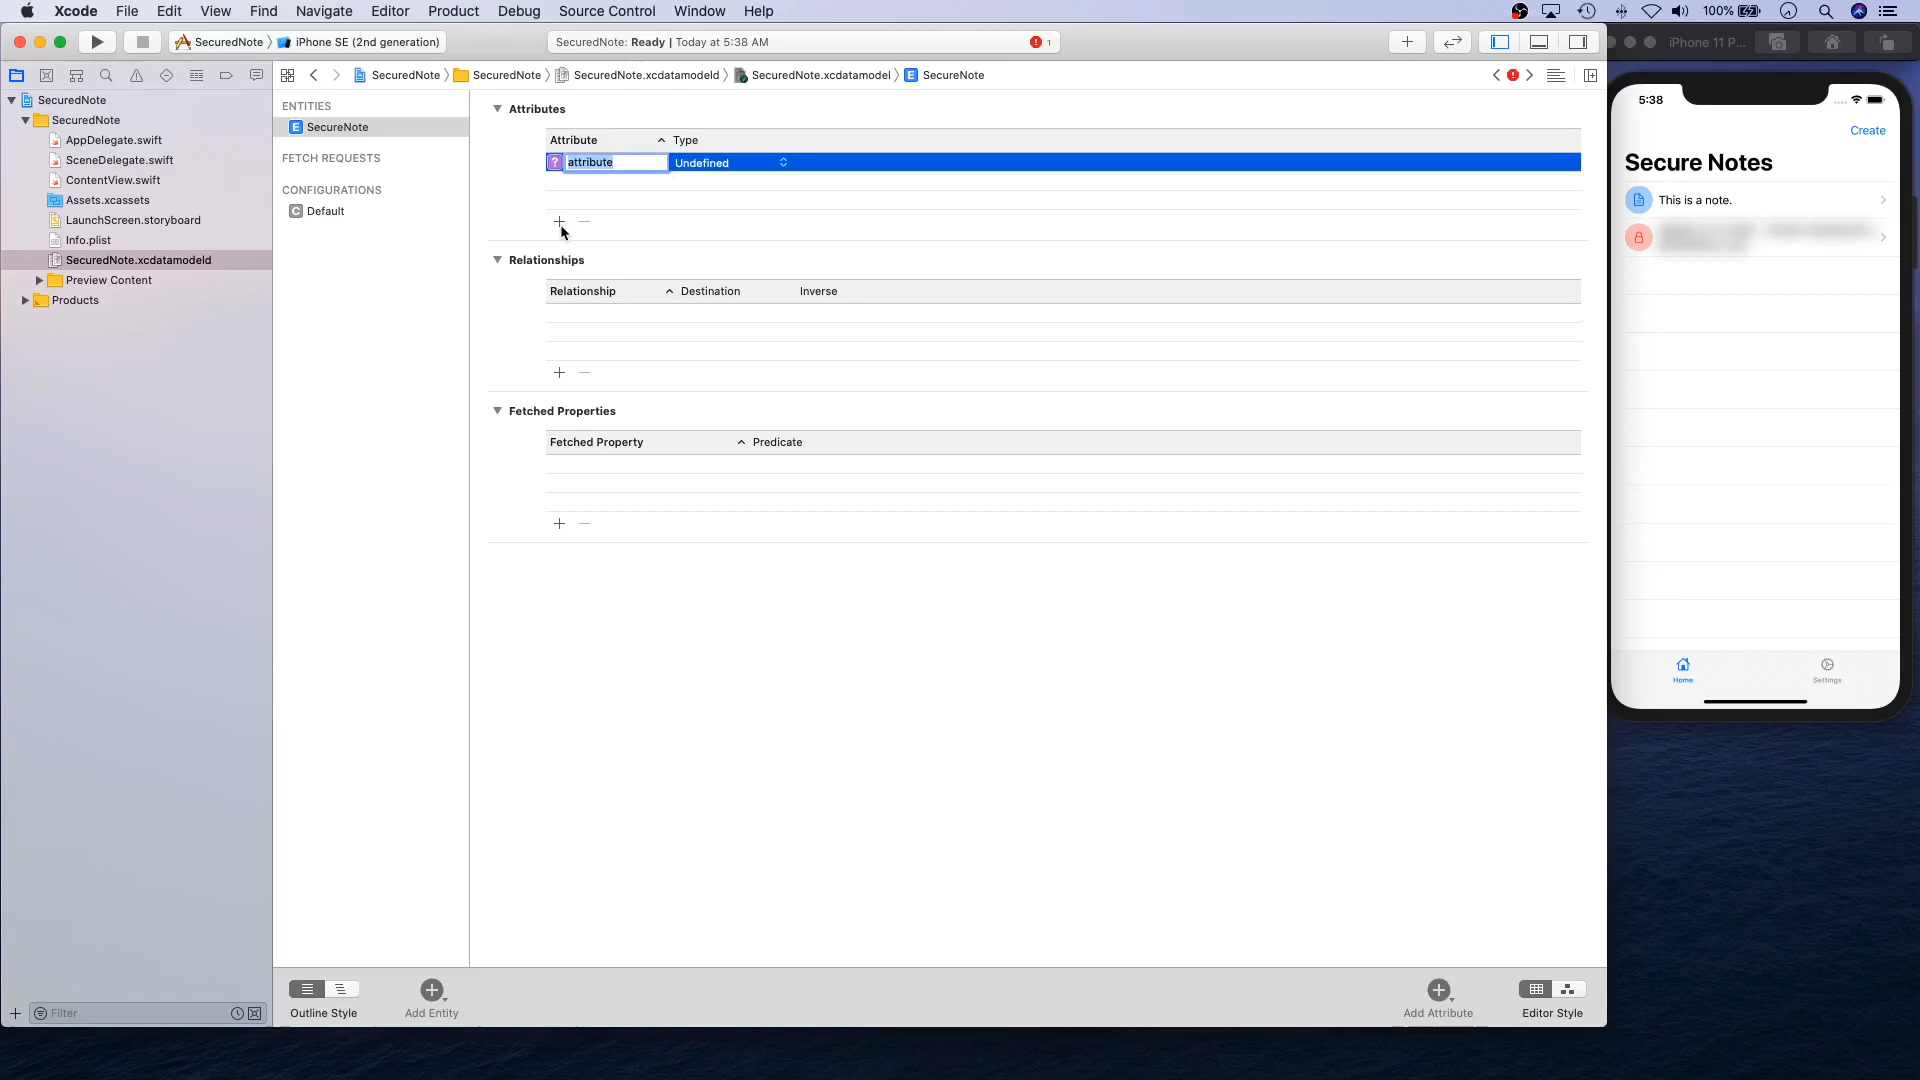 Xcode File Edit View Find Navigate Editor Product Debug Source Control Window Help 100%
SecuredNote iPhone SE (2nd generation) SecuredNote: Ready | Today at 5:38 AM 1
iPhone 11 P...
SecuredNote SecuredNote SecuredNote.xcdatamodeld SecuredNote.xcdatamodel E SecureNote
SecuredNote
SecuredNote
AppDelegate.swift
SceneDelegate.swift
ContentView.swift
Assets.xcassets
LaunchScreen.storyboard
Info.plist
SecuredNote.xcdatamodeld
Preview Content
Products
Filter
ENTITIES
E SecureNote
FETCH REQUESTS
CONFIGURATIONS
C Default
Attributes
Attribute Type
? attribute Undefined
Relationships
Relationship Destination Inverse
Fetched Properties
Fetched Property Predicate
Outline Style Add Entity Add Attribute Editor Style
5:38
Create
Secure Notes
This is a note.
Home Settings